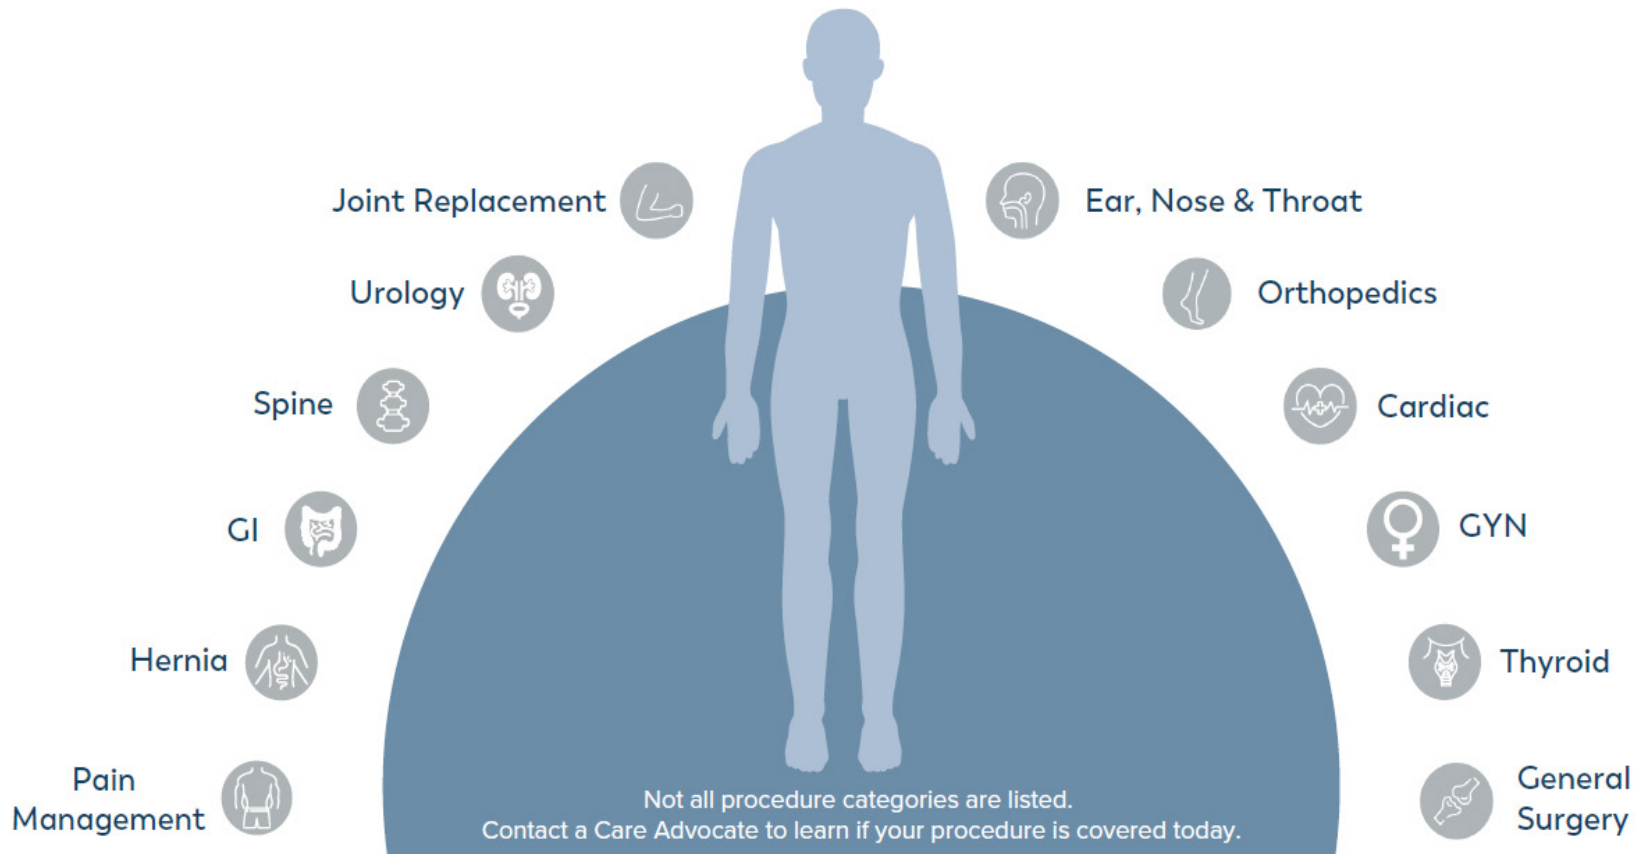 Joint Replacement
Urology
Spine
GI
Hernia
Pain
Management
Ear, Nose & Throat
Orthopedics
Cardiac
GYN
Thyroid
General
Surgery
Not all procedure categories are listed.
Contact a Care Advocate to learn if your procedure is covered today.